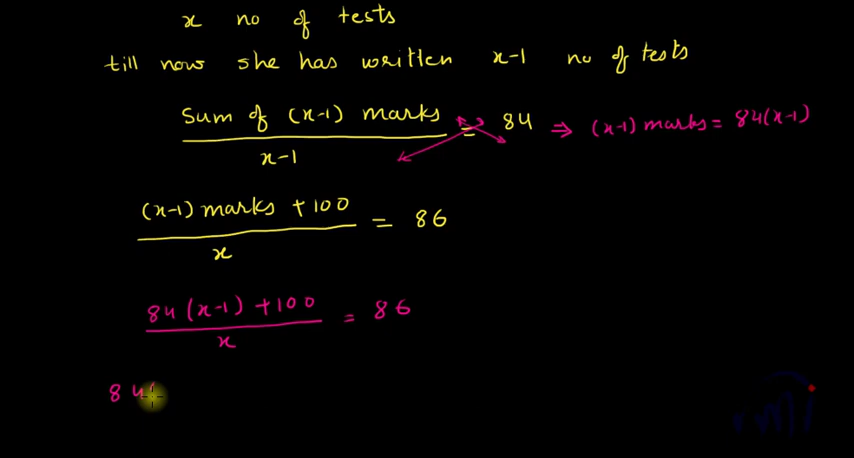 x no of tests
till now she has written x-1 no of tests
Sum of (x-1) marks / x-1 = 84 ⇒ (x-1) marks = 84(x-1)
(x-1) marks + 100 / x = 86
84 (x-1) + 100 / x = 86
84